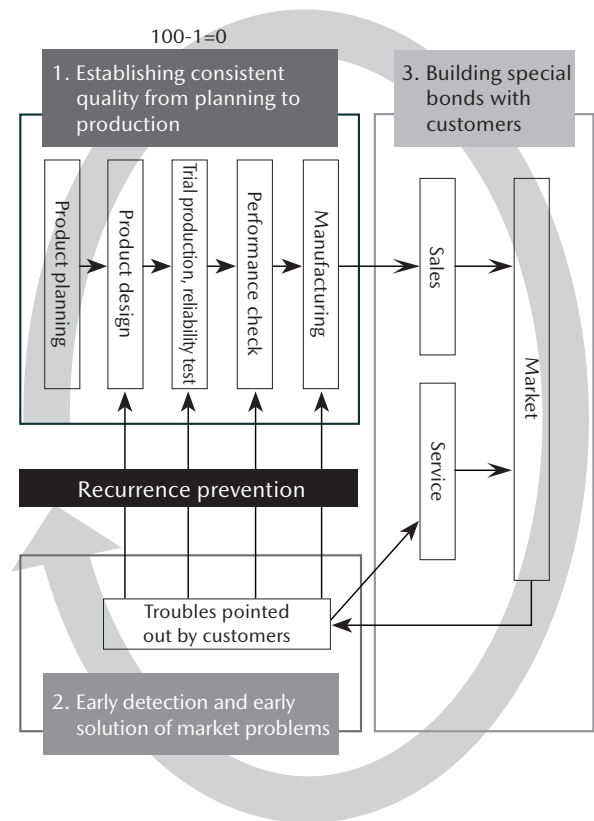 100-1=0
1. Establishing consistent
quality from planning to
production
3. Building special
bonds with
customers
Product planning
Product design
Trial production, reliability test
Performance check
Manufacturing
Sales
Market
Service
Recurrence prevention
Troubles pointed
out by customers
2. Early detection and early
solution of market problems